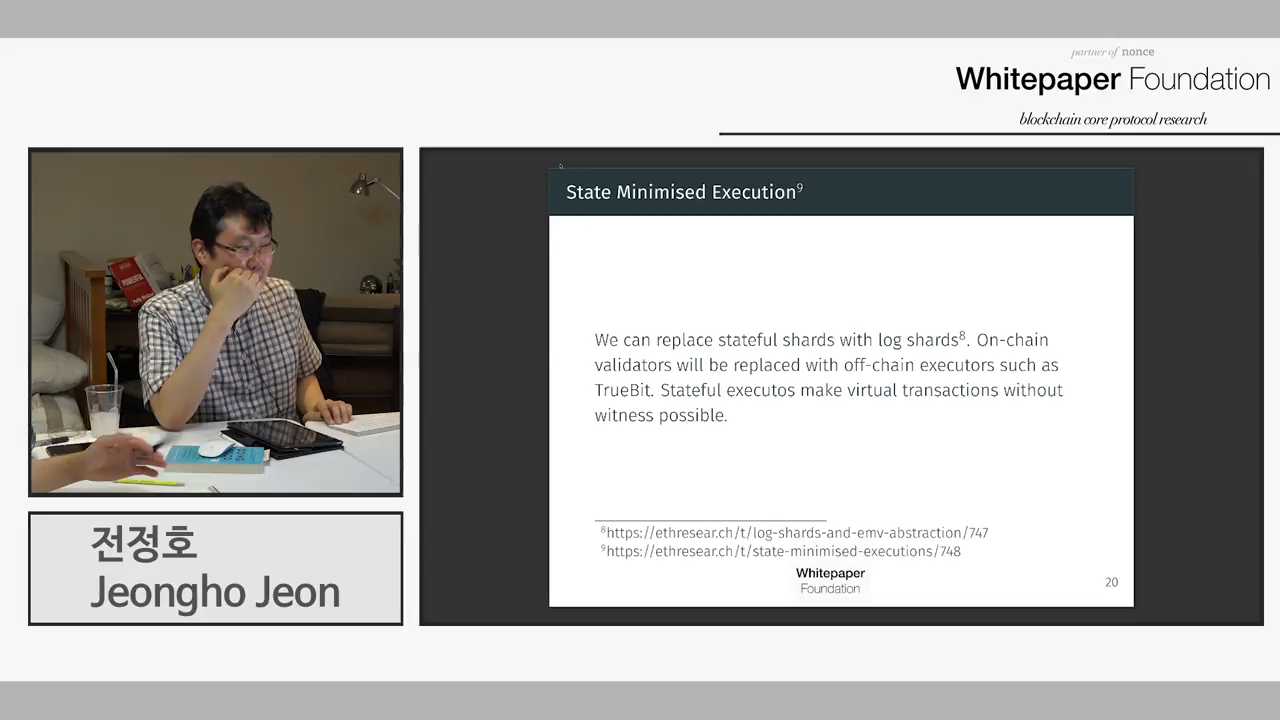 partner of nonce
Whitepaper Foundation
blockchain core protocol research
State Minimised Execution9
We can replace stateful shards with log shards8. On-chain
validators will be replaced with off-chain executors such as
TrueBit. Stateful executos make virtual transactions without
witness possible.
8https://ethresear.ch/t/log-shards-and-emv-abstraction/747
9https://ethresear.ch/t/state-minimised-executions/748
Whitepaper
Foundation
20
전정호
Jeongho Jeon
POWERFUL